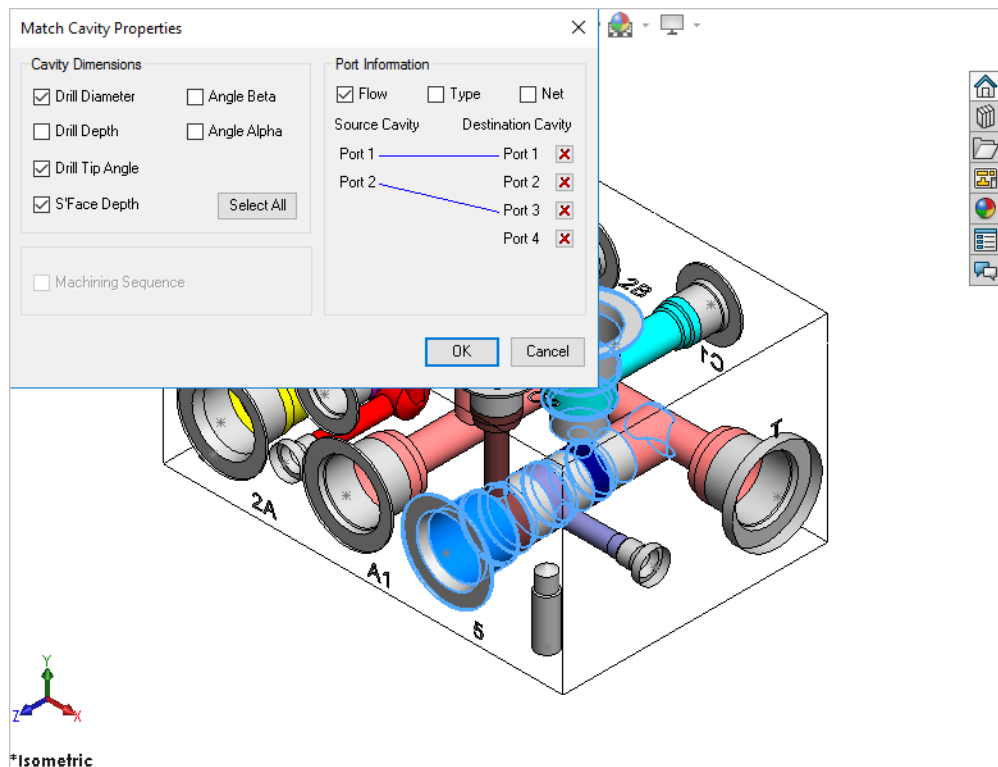 Match Cavity Properties
Cavity Dimensions
Drill Diameter
Angle Beta
Drill Depth
Angle Alpha
Drill Tip Angle
S'Face Depth
Select All
Machining Sequence
Port Information
Flow
Type
Net
Source Cavity
Destination Cavity
Port 1
Port 1
Port 2
Port 2
Port 3
Port 4
OK
Cancel
2B
C1
T
2A
A1
5
Y
Z
X
*Isometric